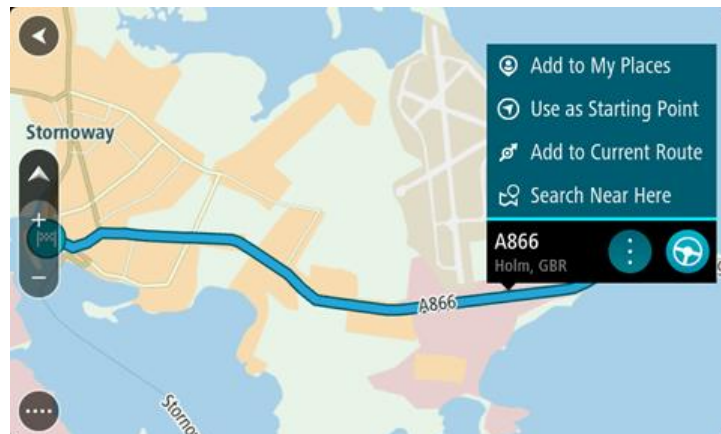 Stornoway
Add to My Places
Use as Starting Point
Add to Current Route
Search Near Here
A866
Holm, GBR
A866
Storno